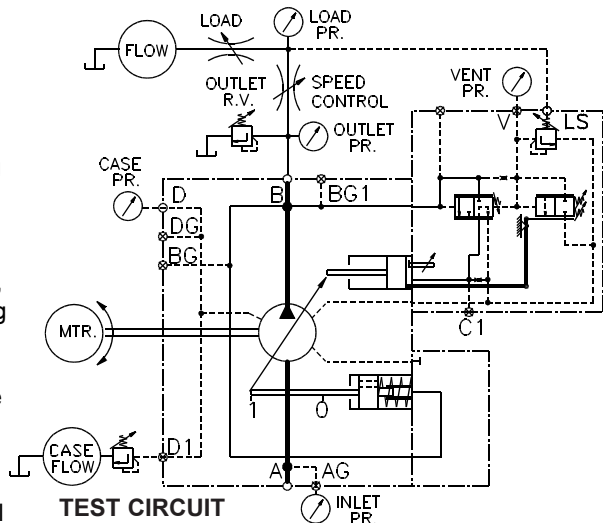 LOAD
LOAD
PR.
FLOW
OUTLET
R.V.
SPEED
CONTROL
VENT
PR.
V
LS
OUTLET
PR.
CASE
PR.
D
B
BG1
DG
BG
g
MTR.
C1
e
1
0
CASE
FLOW
D1
A
AG
TEST CIRCUIT
INLET
PR.